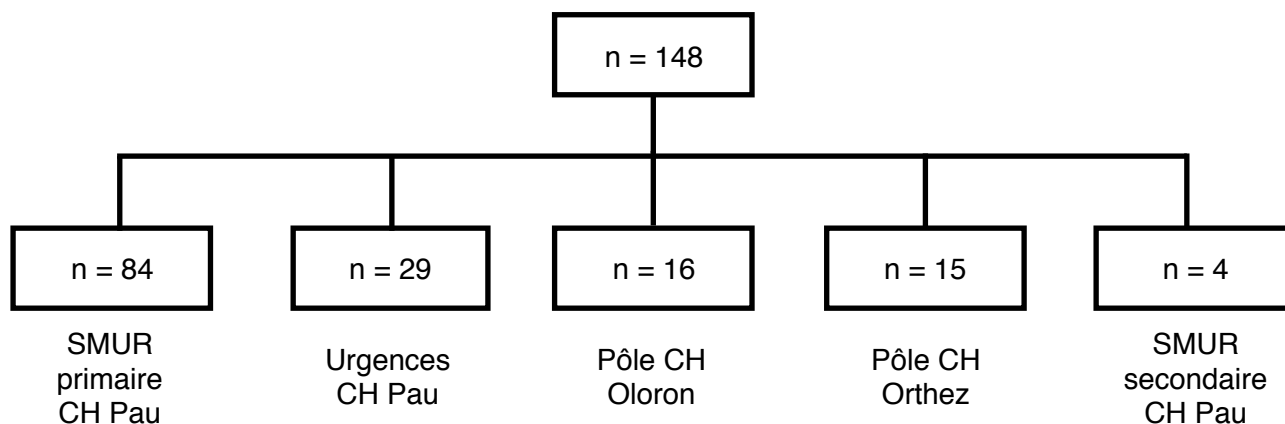 n = 148
n = 84
n = 29
n = 16
n = 15
n = 4
SMUR
primaire
CH Pau
Urgences
CH Pau
Pôle CH
Oloron
Pôle CH
Orthez
SMUR
secondaire
CH Pau